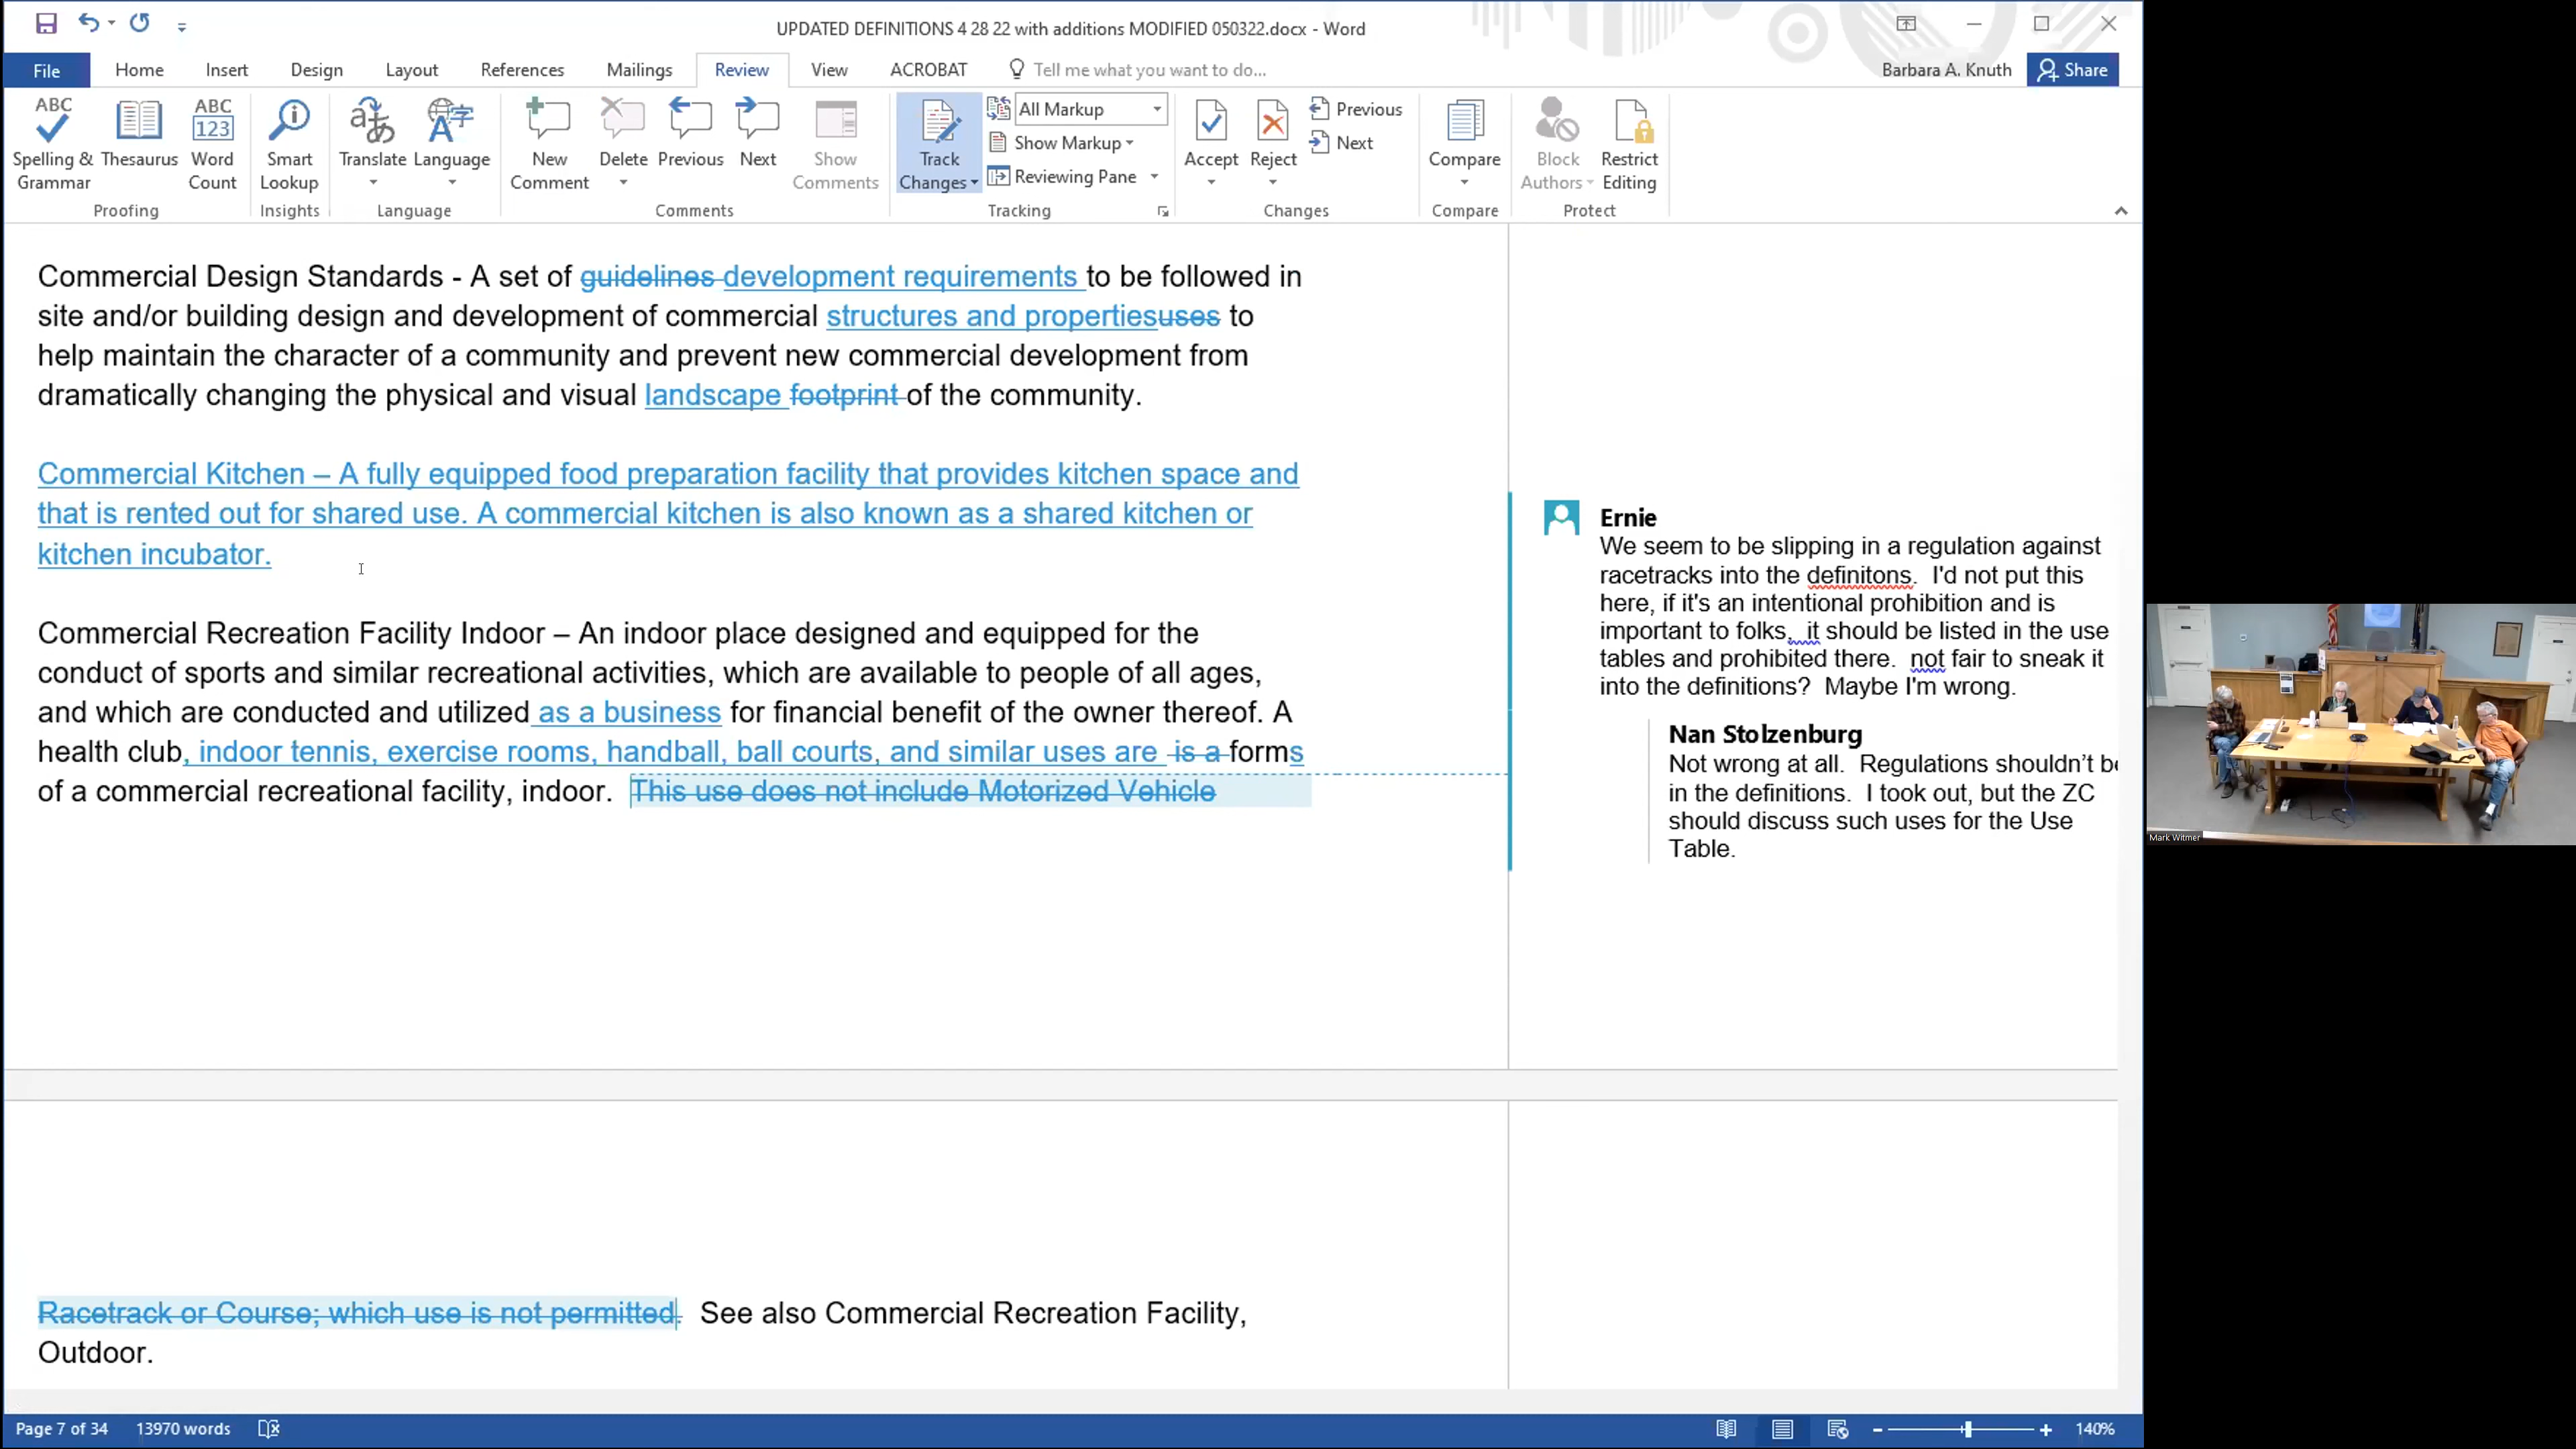 UPDATED DEFINITIONS 4 28 22 with additions MODIFIED 050322.docx - Word
File Home Insert Design Layout References Mailings Review View ACROBAT Tell me what you want to do... Barbara A. Knuth Share
ABC Spelling & Grammar
Thesaurus
ABC 123 Word Count
Smart Lookup
Translate
Language
New Comment
Delete
Previous
Next
Show Comments
Track Changes
All Markup
Show Markup
Reviewing Pane
Accept
Reject
Previous
Next
Compare
Block Authors
Restrict Editing
Proofing Insights Language Comments Tracking Changes Compare Protect
Commercial Design Standards - A set of guidelines development requirements to be followed in
site and/or building design and development of commercial structures and propertiesuses to
help maintain the character of a community and prevent new commercial development from
dramatically changing the physical and visual landscape footprint of the community.
Commercial Kitchen – A fully equipped food preparation facility that provides kitchen space and
that is rented out for shared use. A commercial kitchen is also known as a shared kitchen or
kitchen incubator.
Commercial Recreation Facility Indoor – An indoor place designed and equipped for the
conduct of sports and similar recreational activities, which are available to people of all ages,
and which are conducted and utilized as a business for financial benefit of the owner thereof. A
health club, indoor tennis, exercise rooms, handball, ball courts, and similar uses are is a forms
of a commercial recreational facility, indoor. This use does not include Motorized Vehicle
Racetrack or Course; which use is not permitted. See also Commercial Recreation Facility,
Outdoor.
Ernie
We seem to be slipping in a regulation against
racetracks into the definitons. I'd not put this
here, if it's an intentional prohibition and is
important to folks, it should be listed in the use
tables and prohibited there. not fair to sneak it
into the definitions? Maybe I'm wrong.
Nan Stolzenburg
Not wrong at all. Regulations shouldn't be
in the definitions. I took out, but the ZC
should discuss such uses for the Use
Table.
Mark Witmer
Page 7 of 34 13970 words 140%